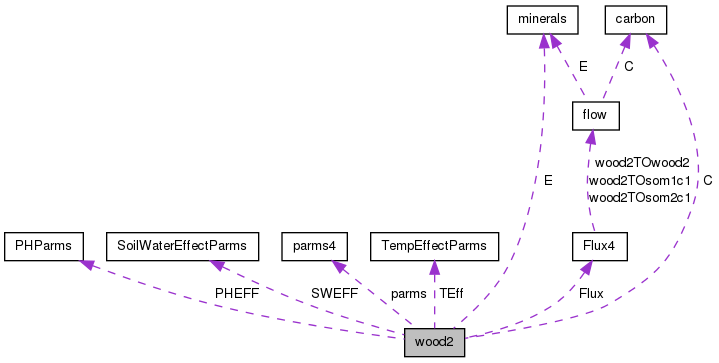 minerals
carbon
E
C
flow
wood2TOwood2
wood2TOsom1c1
wood2TOsom2c1
E
C
PHParms
SoilWaterEffectParms
parms4
TempEffectParms
Flux4
PHEFF
SWEFF
parms
TEff
Flux
wood2